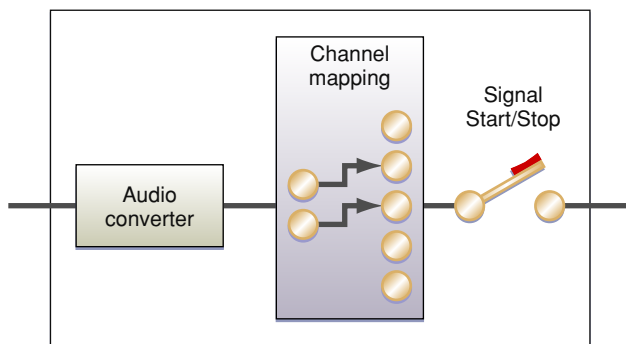 Channel
mapping
Signal
Start/Stop
Audio
converter